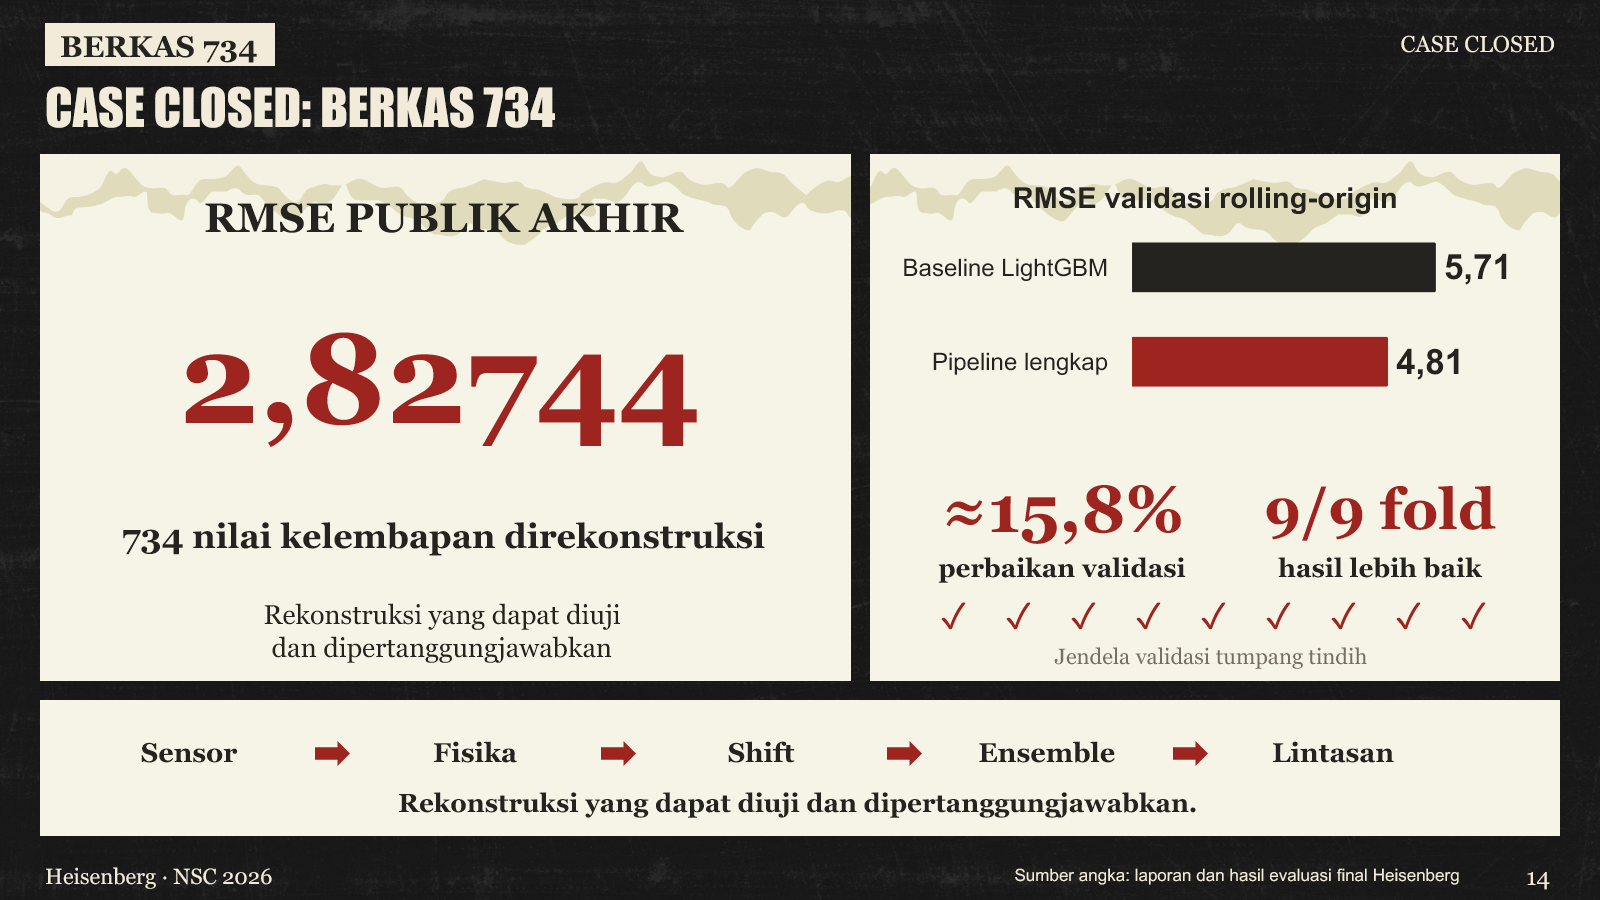 BERKAS 734
CASE CLOSED
CASE CLOSED: BERKAS 734
RMSE PUBLIK AKHIR
2,82744
734 nilai kelembapan direkonstruksi
Rekonstruksi yang dapat diuji
dan dipertanggungjawabkan
RMSE validasi rolling-origin
Baseline LightGBM 5,71
Pipeline lengkap 4,81
≈15,8% 9/9 fold
perbaikan validasi hasil lebih baik
✓ ✓ ✓ ✓ ✓ ✓ ✓ ✓ ✓
Jendela validasi tumpang tindih
Sensor ➡ Fisika ➡ Shift ➡ Ensemble ➡ Lintasan
Rekonstruksi yang dapat diuji dan dipertanggungjawabkan.
Heisenberg · NSC 2026
Sumber angka: laporan dan hasil evaluasi final Heisenberg
14